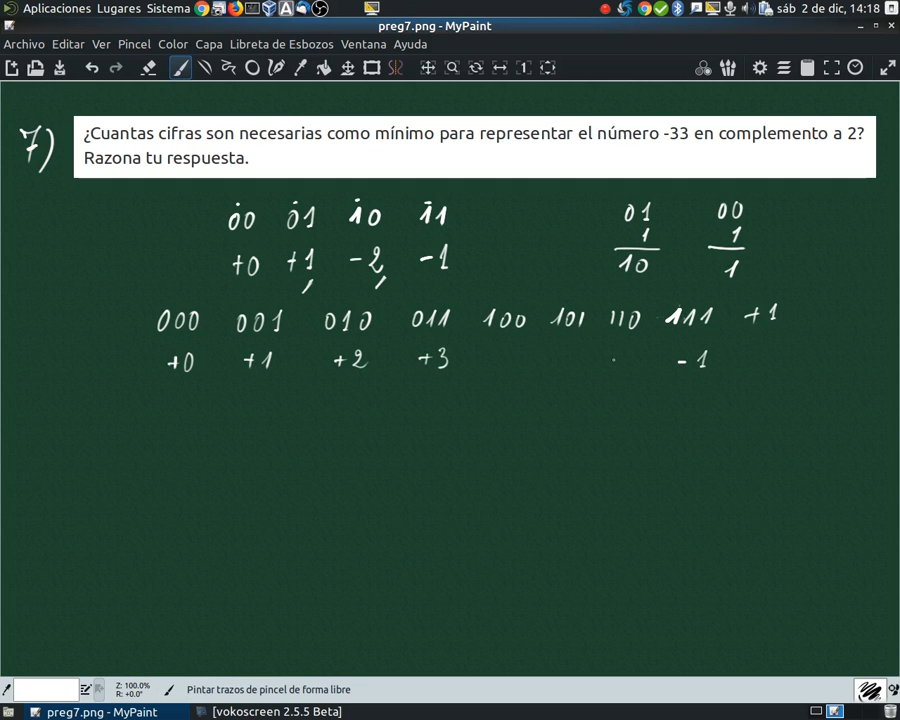 Aplicaciones Lugares Sistema sáb 2 de dic, 14:18
preg7.png - MyPaint
Archivo Editar Ver Pincel Color Capa Libreta de Esbozos Ventana Ayuda
7)
¿Cuantas cifras son necesarias como mínimo para representar el número -33 en complemento a 2?
Razona tu respuesta.
00 01 10 11 01 00
1 1
+0 +1 -2 -1 10 1
000 001 010 011 100 101 110 111 +1
+0 +1 +2 +3 -1
Z: 100.0%
R: +0.0°
Pintar trazos de pincel de forma libre
preg7.png - MyPaint [vokoscreen 2.5.5 Beta]